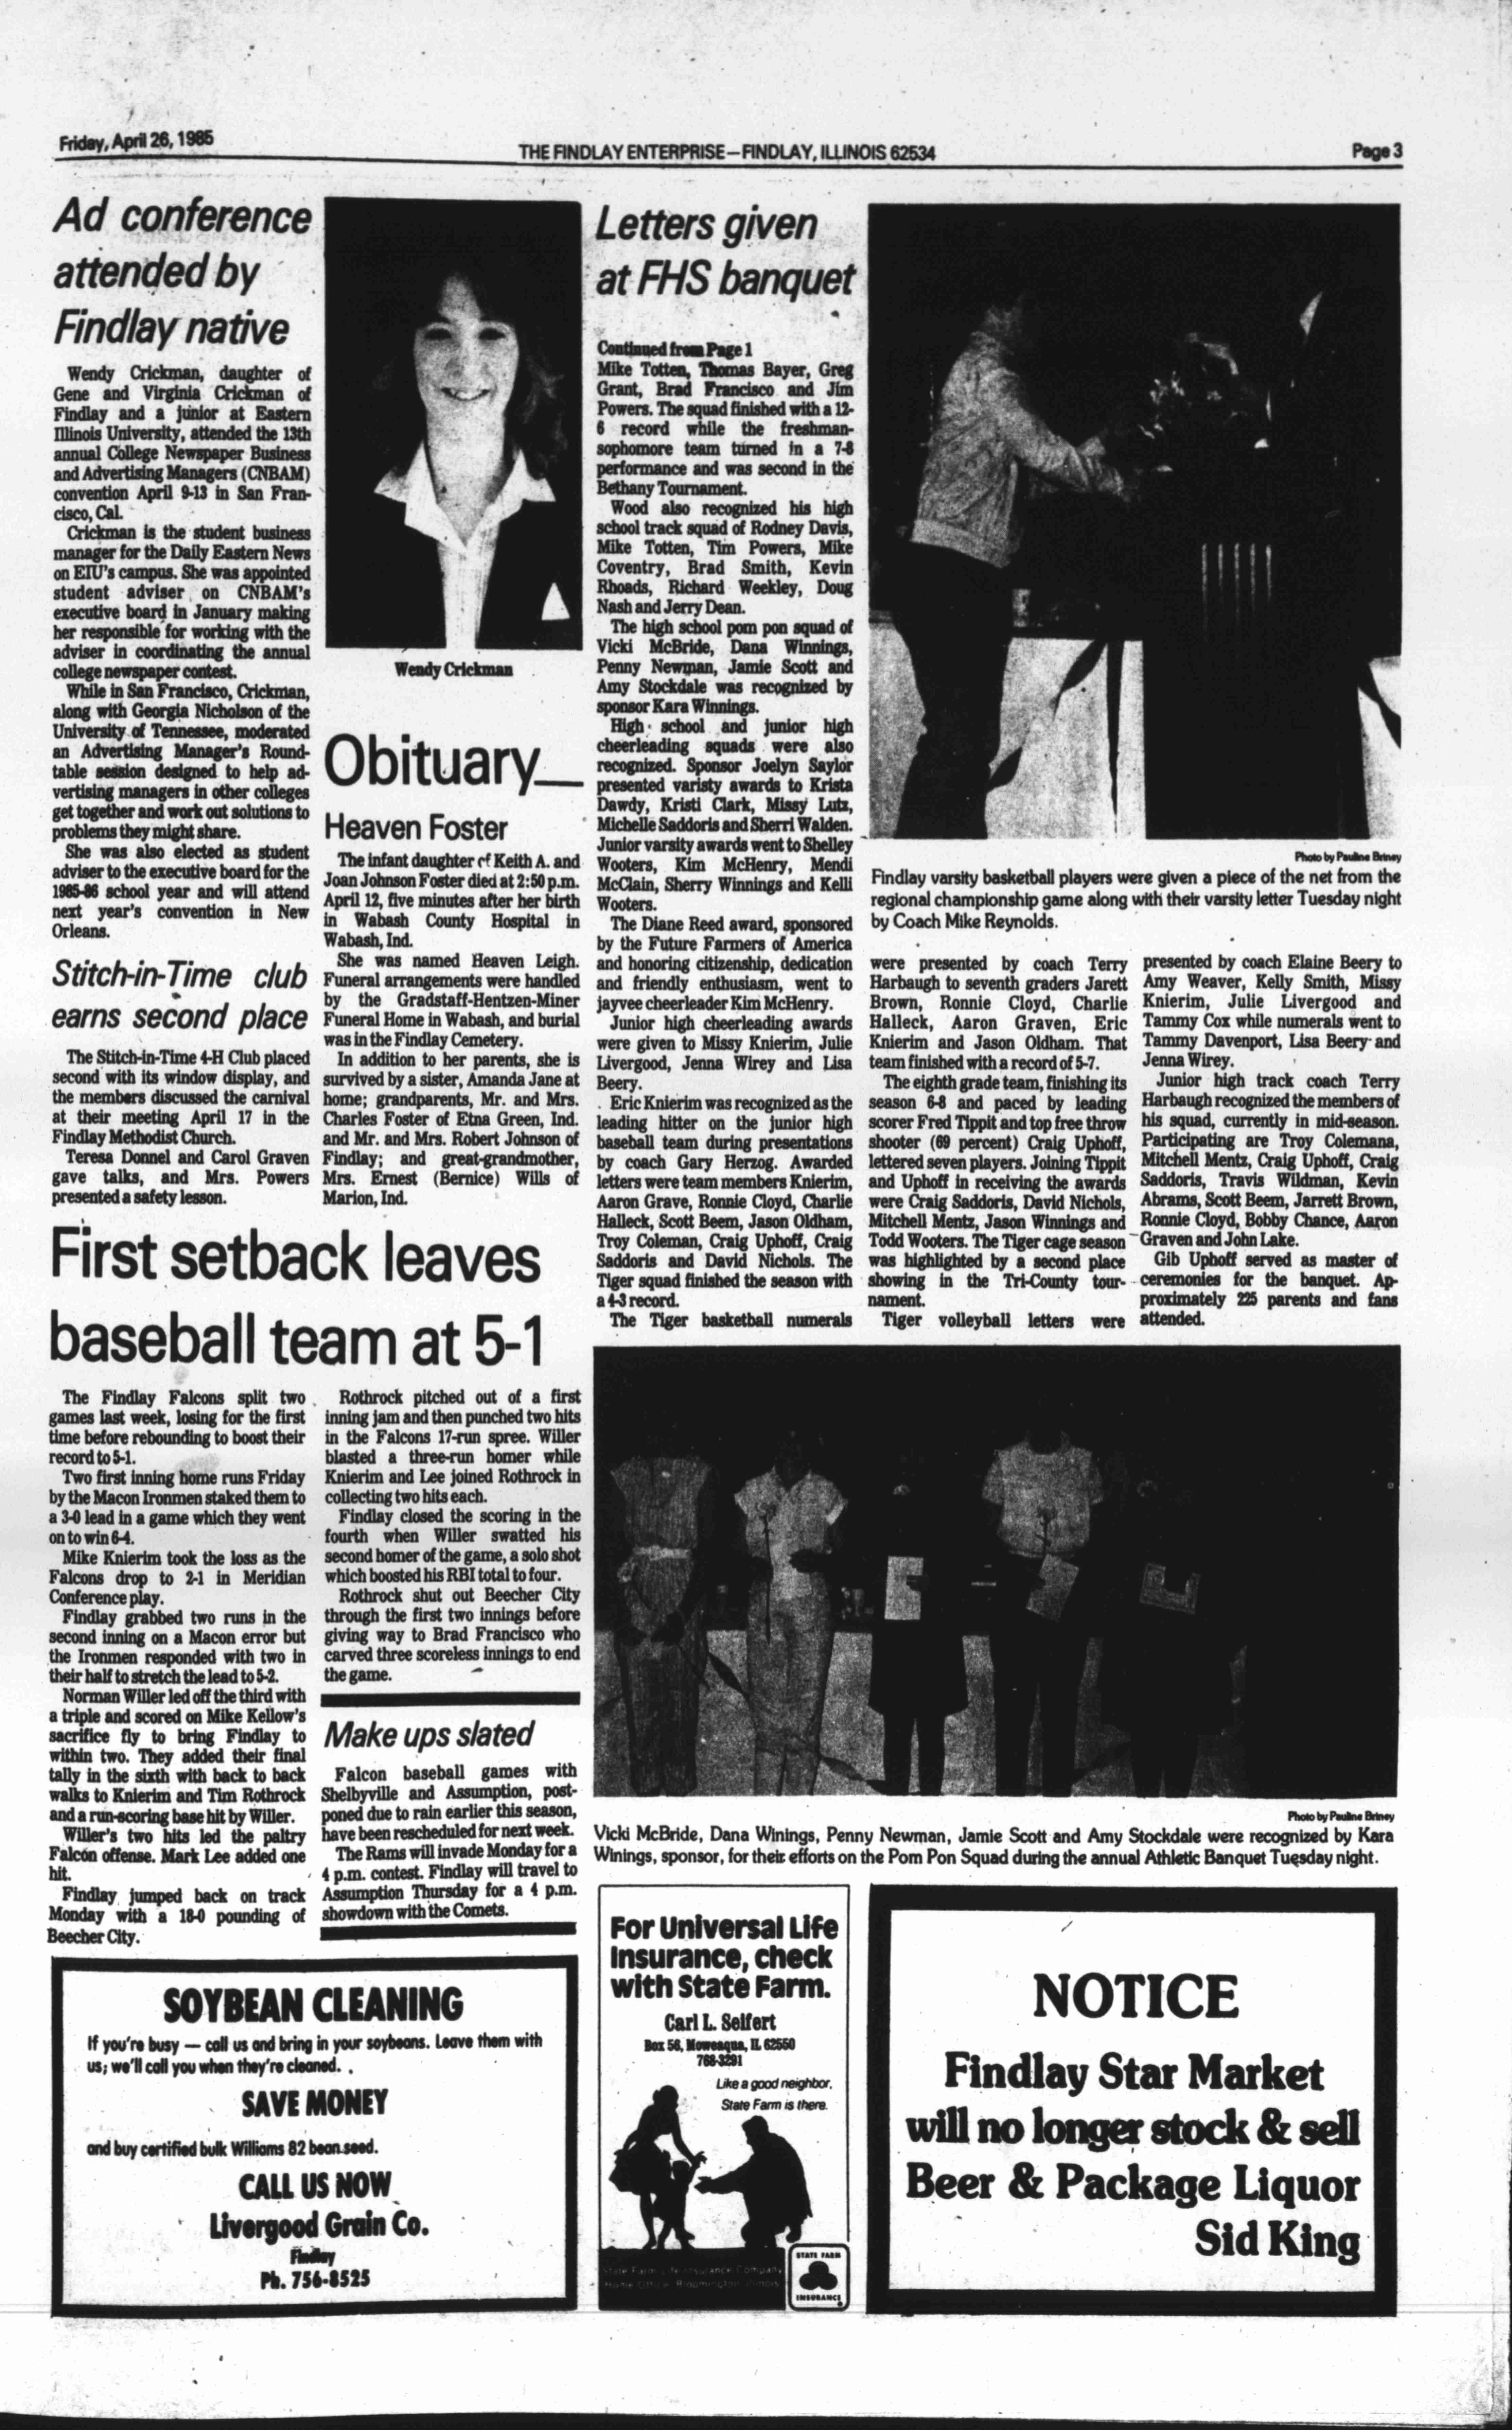 Friday, April 26, 1985
THE FINDLAY ENTERPRISE—FINDLAY, ILLINOIS 62534
Page 3
Ad conference
attended by
Findlay native
Wendy Crickman, daughter of
Gene and Virginia Crickman of
Findlay and a junior at Eastern
Illinois University, attended the 13th
annual College Newspaper Business
and Advertising Managers (CNBAM)
convention April 9-13 in San Fran-
cisco, Cal.
Crickman is the student business
manager for the Daily Eastern News
on EIU's campus. She was appointed
student adviser on CNBAM's
executive board in January making
her responsible for working with the
adviser in coordinating the annual
college newspaper contest.
While in San Francisco, Crickman,
along with Georgia Nicholson of the
University of Tennessee, moderated
an Advertising Manager's Round-
table session designed to help ad-
vertising managers in other colleges
get together and work out solutions to
problems they might share.
She was also elected as student
adviser to the executive board for the
1985-86 school year and will attend
next year's convention in New
Orleans.
Stitch-in-Time club
earns second place
The Stitch-in-Time 4-H Club placed
second with its window display, and
the members discussed the carnival
at their meeting April 17 in the
Findlay Methodist Church.
Teresa Donnel and Carol Graven
gave talks, and Mrs. Powers
presented a safety lesson.
Wendy Crickman
Obituary
Heaven Foster
The infant daughter of Keith A. and
Joan Johnson Foster died at 2:50 p.m.
April 12, five minutes after her birth
in Wabash County Hospital in
Wabash, Ind.
She was named Heaven Leigh.
Funeral arrangements were handled
by the Gradstaff-Hentzen-Miner
Funeral Home in Wabash, and burial
was in the Findlay Cemetery.
In addition to her parents, she is
survived by a sister, Amanda Jane at
home; grandparents, Mr. and Mrs.
Charles Foster of Etna Green, Ind.
and Mr. and Mrs. Robert Johnson of
Findlay; and great-grandmother,
Mrs. Ernest (Bernice) Wills of
Marion, Ind.
First setback leaves
baseball team at 5-1
The Findlay Falcons split two
games last week, losing for the first
time before rebounding to boost their
record to 5-1.
Two first inning home runs Friday
by the Macon Ironmen staked them to
a 3-0 lead in a game which they went
on to win 6-4.
Mike Knierim took the loss as the
Falcons drop to 2-1 in Meridian
Conference play.
Findlay grabbed two runs in the
second inning on a Macon error but
the Ironmen responded with two in
their half to stretch the lead to 5-2.
Norman Willer led off the third with
a triple and scored on Mike Kellow's
sacrifice fly to bring Findlay to
within two. They added their final
tally in the sixth with back to back
walks to Knierim and Tim Rothrock
and a run-scoring base hit by Willer.
Willer's two hits led the paltry
Falcon offense. Mark Lee added one
hit.
Findlay jumped back on track
Monday with a 18-0 pounding of
Beecher City.
Rothrock pitched out of a first
inning jam and then punched two hits
in the Falcons 17-run spree. Willer
blasted a three-run homer while
Knierim and Lee joined Rothrock in
collecting two hits each.
Findlay closed the scoring in the
fourth when Willer swatted his
second homer of the game, a solo shot
which boosted his RBI total to four.
Rothrock shut out Beecher City
through the first two innings before
giving way to Brad Francisco who
carved three scoreless innings to end
the game.
Make ups slated
Falcon baseball games with
Shelbyville and Assumption, post-
poned due to rain earlier this season,
have been rescheduled for next week.
The Rams will invade Monday for a
4 p.m. contest. Findlay will travel to
Assumption Thursday for a 4 p.m.
showdown with the Comets.
Letters given
at FHS banquet
Continued from Page 1
Mike Totten, Thomas Bayer, Greg
Grant, Brad Francisco and Jim
Powers. The squad finished with a 12-
6 record while the freshman-
sophomore team turned in a 7-8
performance and was second in the
Bethany Tournament.
Wood also recognized his high
school track squad of Rodney Davis,
Mike Totten, Tim Powers, Mike
Coventry, Brad Smith, Kevin
Rhoads, Richard Weekley, Doug
Nash and Jerry Dean.
The high school pom pon squad of
Vicki McBride, Dana Winnings,
Penny Newman, Jamie Scott and
Amy Stockdale was recognized by
sponsor Kara Winnings.
High school and junior high
cheerleading squads were also
recognized. Sponsor Joelyn Saylor
presented varisty awards to Krista
Dawdy, Kristi Clark, Missy Lutz,
Michelle Saddoris and Sherri Walden.
Junior varsity awards went to Shelley
Wooters, Kim McHenry, Mendi
McClain, Sherry Winnings and Kelli
Wooters.
The Diane Reed award, sponsored
by the Future Farmers of America
and honoring citizenship, dedication
and friendly enthusiasm, went to
jayvee cheerleader Kim McHenry.
Junior high cheerleading awards
were given to Missy Knierim, Julie
Livergood, Jenna Wirey and Lisa
Beery.
Eric Knierim was recognized as the
leading hitter on the junior high
baseball team during presentations
by coach Gary Herzog. Awarded
letters were team members Knierim,
Aaron Grave, Ronnie Cloyd, Charlie
Halleck, Scott Beem, Jason Oldham,
Troy Coleman, Craig Uphoff, Craig
Saddoris and David Nichols. The
Tiger squad finished the season with
a 4-3 record.
The Tiger basketball numerals
Photo by Pauline Briney
Findlay varsity basketball players were given a piece of the net from the
regional championship game along with their varsity letter Tuesday night
by Coach Mike Reynolds.
were presented by coach Terry
Harbaugh to seventh graders Jarett
Brown, Ronnie Cloyd, Charlie
Halleck, Aaron Graven, Eric
Knierim and Jason Oldham. That
team finished with a record of 5-7.
The eighth grade team, finishing its
season 6-8 and paced by leading
scorer Fred Tippit and top free throw
shooter (69 percent) Craig Uphoff,
lettered seven players. Joining Tippit
and Uphoff in receiving the awards
were Craig Saddoris, David Nichols,
Mitchell Mentz, Jason Winnings and
Todd Wooters. The Tiger cage season
was highlighted by a second place
showing in the Tri-County tour-
nament.
Tiger volleyball letters were
presented by coach Elaine Beery to
Amy Weaver, Kelly Smith, Missy
Knierim, Julie Livergood and
Tammy Cox while numerals went to
Tammy Davenport, Lisa Beery and
Jenna Wirey.
Junior high track coach Terry
Harbaugh recognized the members of
his squad, currently in mid-season.
Participating are Troy Colemana,
Mitchell Mentz, Craig Uphoff, Craig
Saddoris, Travis Wildman, Kevin
Abrams, Scott Beem, Jarrett Brown,
Ronnie Cloyd, Bobby Chance, Aaron
Graven and John Lake.
Gib Uphoff served as master of
ceremonies for the banquet. Ap-
proximately 225 parents and fans
attended.
Photo by Pauline Briney
Vicki McBride, Dana Winings, Penny Newman, Jamie Scott and Amy Stockdale were recognized by Kara
Winings, sponsor, for their efforts on the Pom Pon Squad during the annual Athletic Banquet Tuesday night.
SOYBEAN CLEANING
If you're busy — call us and bring in your soybeans. Leave them with
us; we'll call you when they're cleaned.
SAVE MONEY
and buy certified bulk Williams 82 bean seed.
CALL US NOW
Livergood Grain Co.
Findlay
Ph. 756-8525
For Universal Life
Insurance, check
with State Farm.
Carl L. Seifert
Box 56, Moweaqua, IL 62550
768-3291
Like a good neighbor,
State Farm is there.
State Farm Life Insurance Company
Home Office: Bloomington, Illinois
STATE FARM
INSURANCE
NOTICE
Findlay Star Market
will no longer stock & sell
Beer & Package Liquor
Sid King